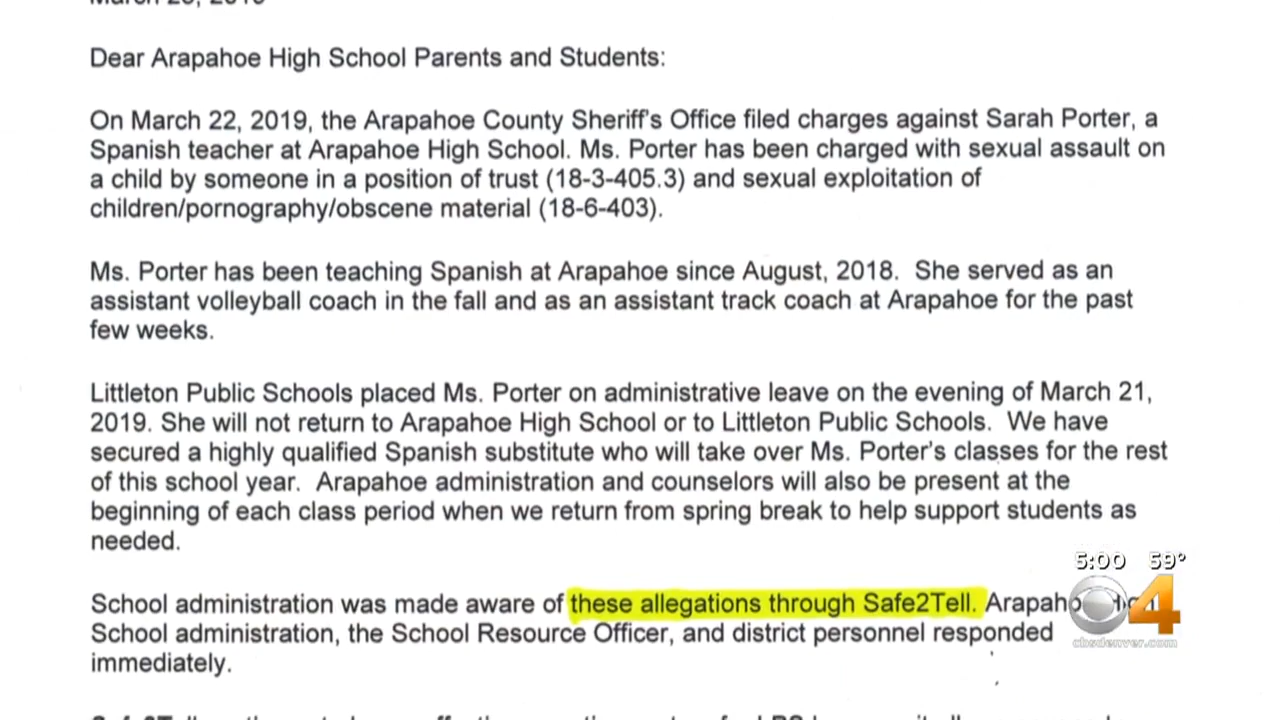 Dear Arapahoe High School Parents and Students:
On March 22, 2019, the Arapahoe County Sheriff's Office filed charges against Sarah Porter, a
Spanish teacher at Arapahoe High School. Ms. Porter has been charged with sexual assault on
a child by someone in a position of trust (18-3-405.3) and sexual exploitation of
children/pornography/obscene material (18-6-403).
Ms. Porter has been teaching Spanish at Arapahoe since August, 2018. She served as an
assistant volleyball coach in the fall and as an assistant track coach at Arapahoe for the past
few weeks.
Littleton Public Schools placed Ms. Porter on administrative leave on the evening of March 21,
2019. She will not return to Arapahoe High School or to Littleton Public Schools. We have
secured a highly qualified Spanish substitute who will take over Ms. Porter's classes for the rest
of this school year. Arapahoe administration and counselors will also be present at the
beginning of each class period when we return from spring break to help support students as
needed.
5:00 59°
School administration was made aware of these allegations through Safe2Tell.
School administration, the School Resource Officer, and district personnel responded
immediately.
4
cbsdenver.com